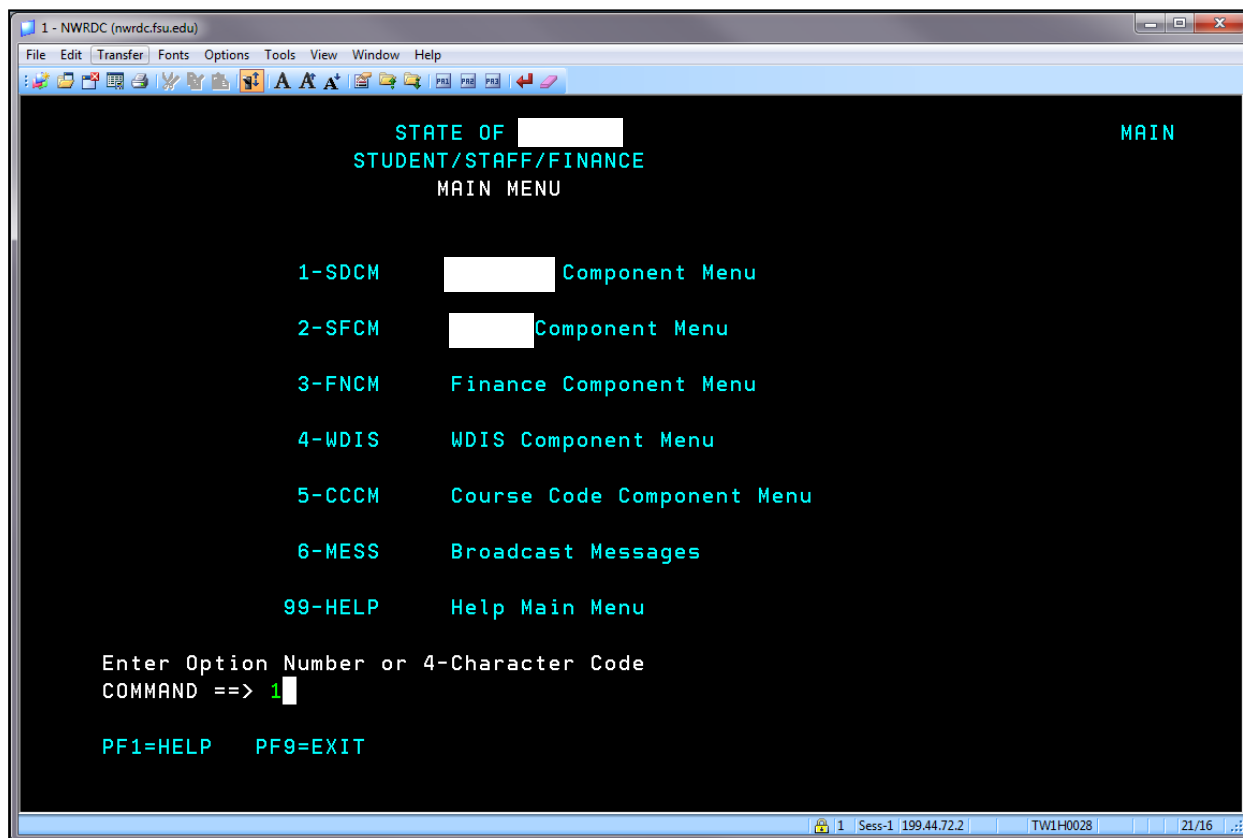 1 - NWRDC (nwrdc.fsu.edu)
File Edit Transfer Fonts Options Tools View Window Help
PA1 PA2 PA3
STATE OF MAIN
STUDENT/STAFF/FINANCE
MAIN MENU
1-SDCM Component Menu
2-SFCM Component Menu
3-FNCM Finance Component Menu
4-WDIS WDIS Component Menu
5-CCCM Course Code Component Menu
6-MESS Broadcast Messages
99-HELP Help Main Menu
Enter Option Number or 4-Character Code
COMMAND ==> 1
PF1=HELP PF9=EXIT
1 Sess-1 199.44.72.2 TW1H0028 21/16